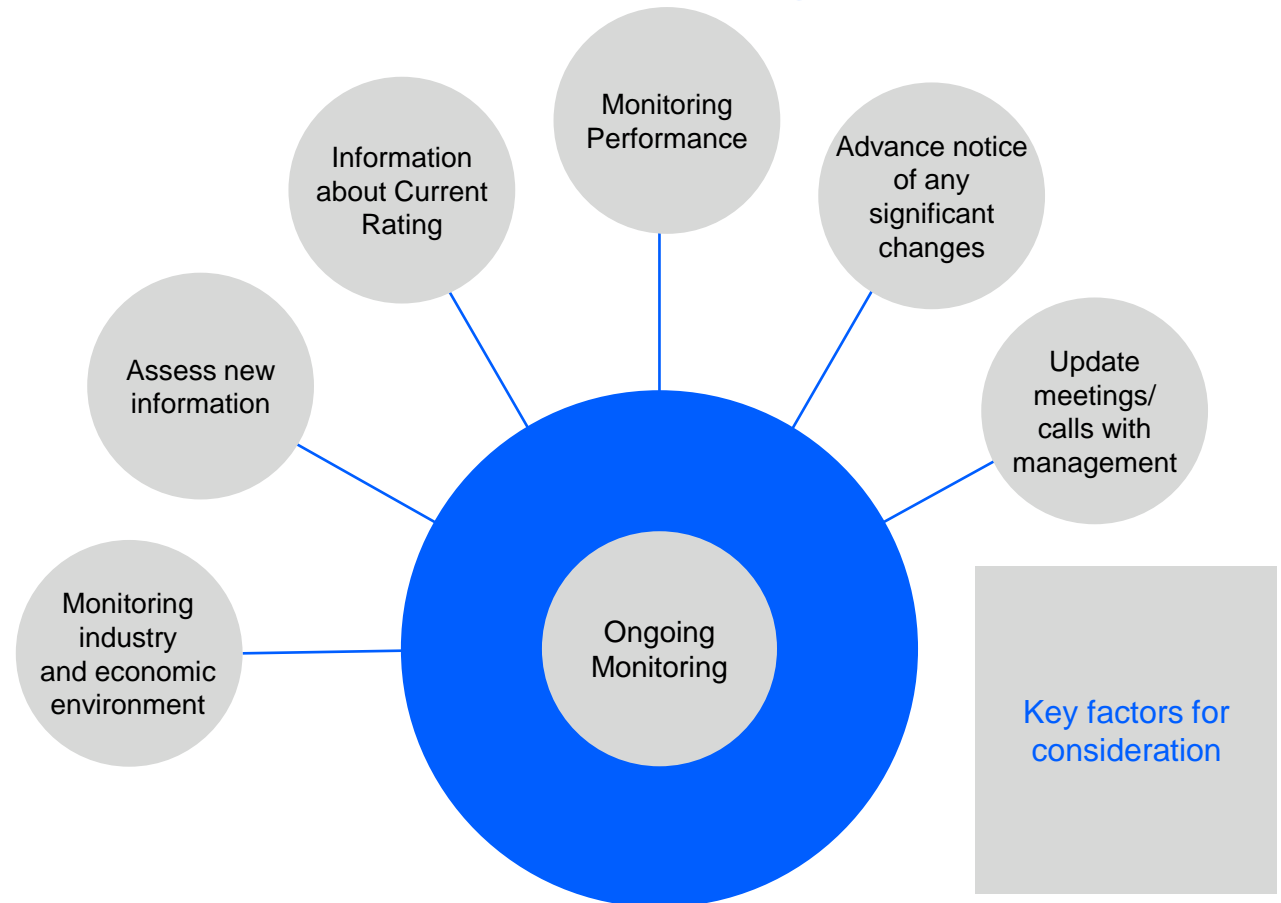 Monitoring
Performance
Information
about Current
Rating
Advance notice
of any
significant
changes
Assess new
information
Update
meetings/
calls with
management
Monitoring
industry
and economic
environment
Ongoing
Monitoring
Key factors for
consideration